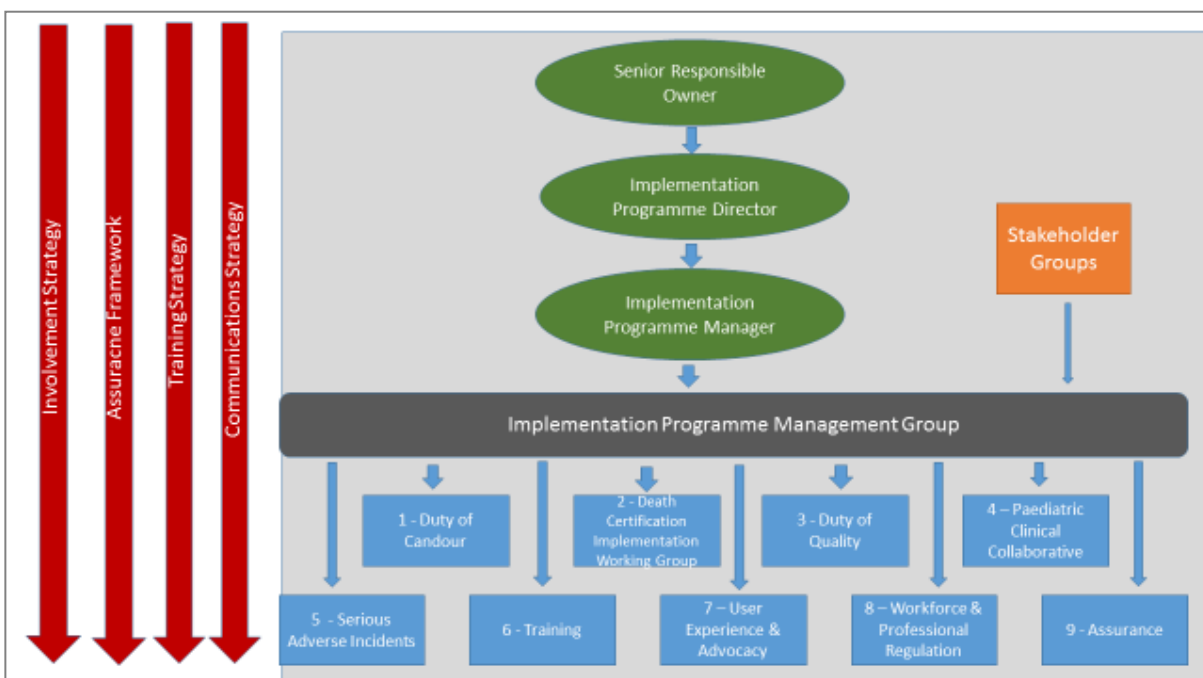 Involvement Strategy
Assuracne Framework
Training Strategy
Communications Strategy
Senior Responsible
Owner
Implementation
Programme Director
Implementation
Programme Manager
Stakeholder
Groups
Implementation Programme Management Group
1 - Duty of
Candour
2 - Death
Certification
Implementation
Working Group
3 - Duty of
Quality
4 – Paediatric
Clinical
Collaborative
5 - Serious
Adverse Incidents
6 - Training
7 – User
Experience &
Advocacy
8 – Workforce &
Professional
Regulation
9 - Assurance